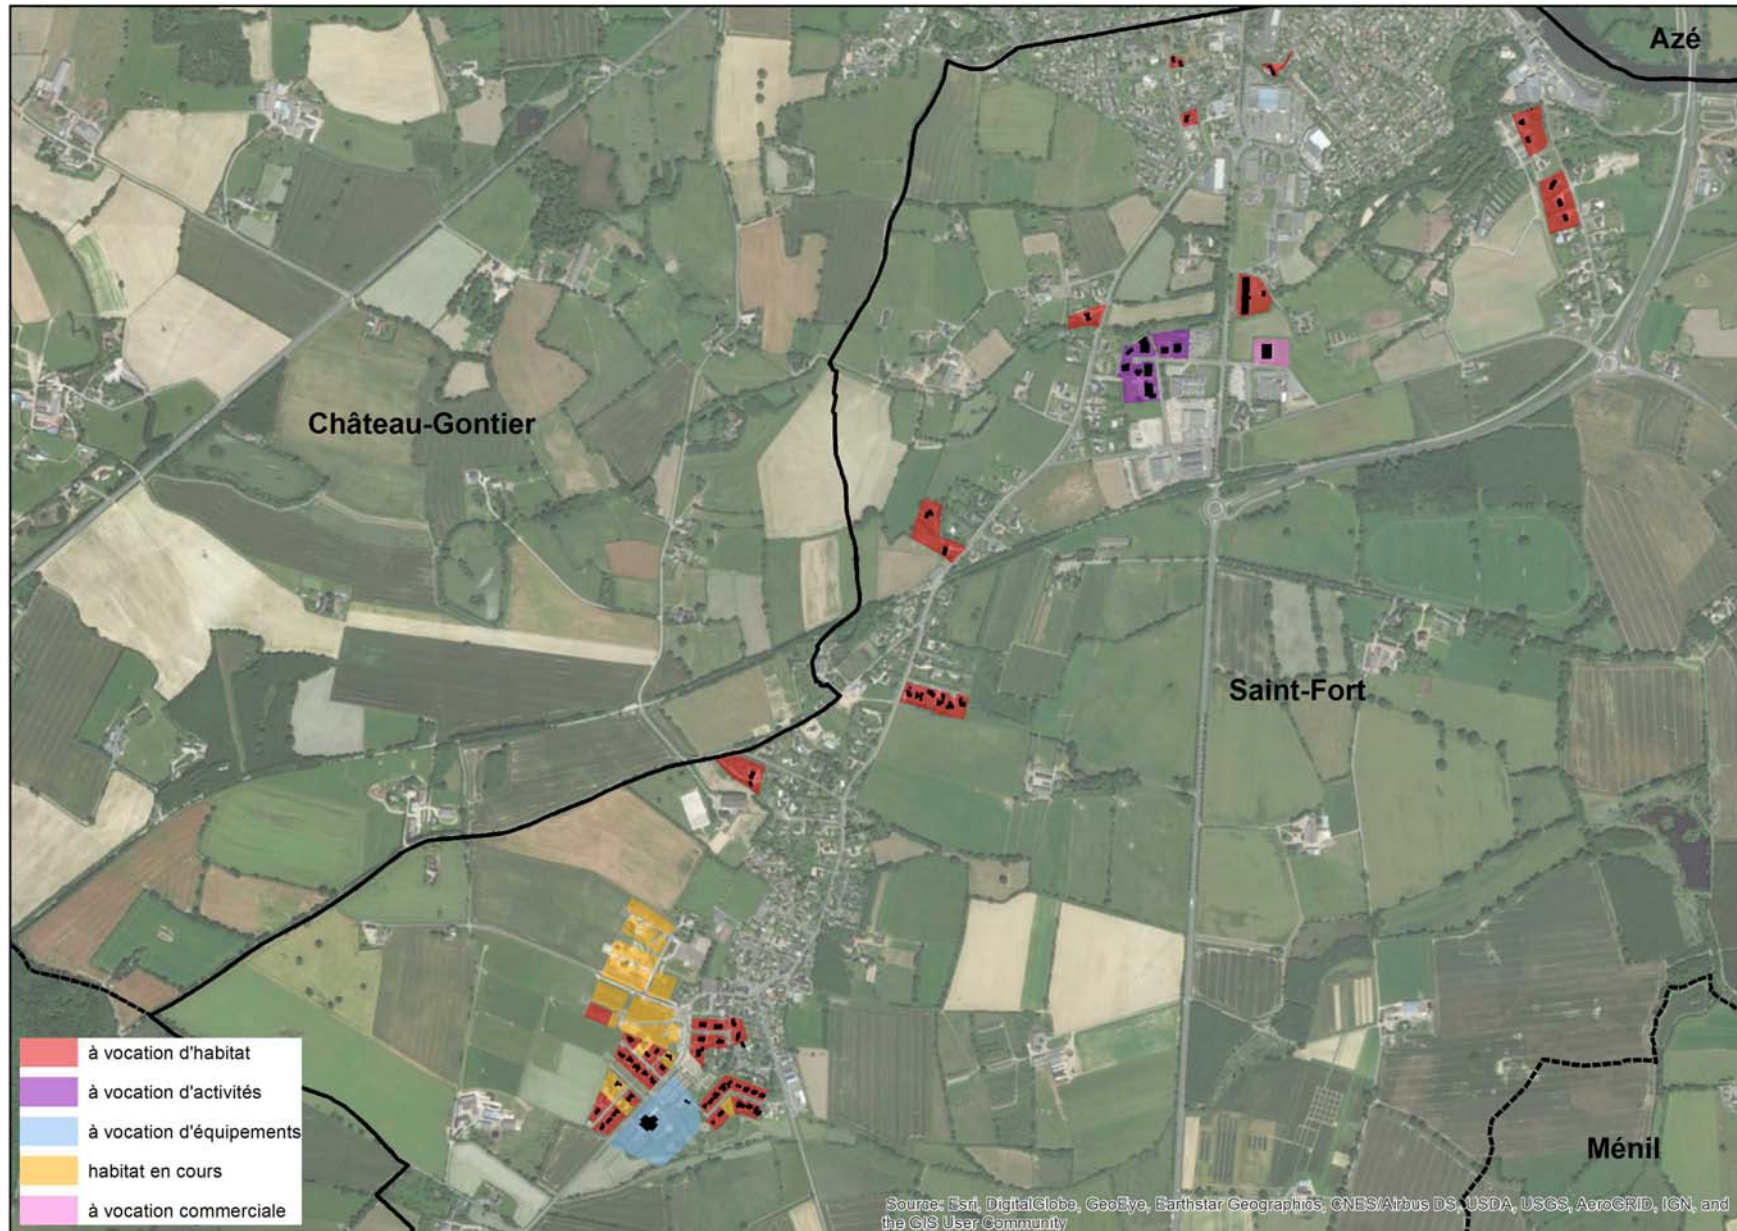 Azé
Château-Gontier
Saint-Fort
Ménil
à vocation d'habitat
à vocation d'activités
à vocation d'équipements
habitat en cours
à vocation commerciale
Source: Esri, DigitalGlobe, GeoEye, Earthstar Geographics, CNES/Airbus DS, USDA, USGS, AeroGRID, IGN, and
the GIS User Community